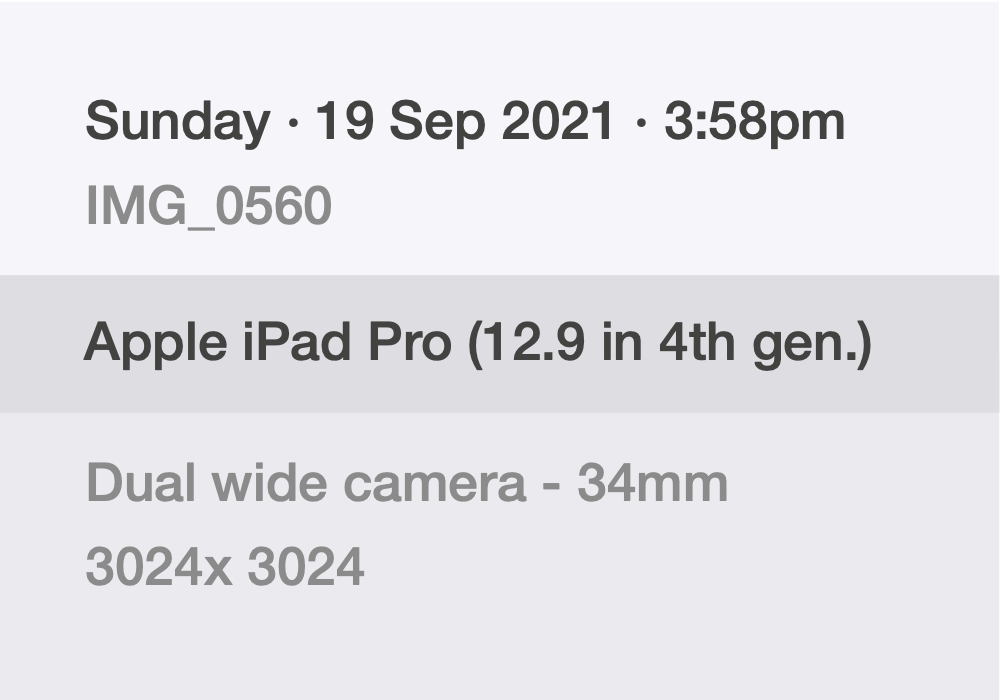 Sunday · 19 Sep 2021 · 3:58pm
IMG_0560
Apple iPad Pro (12.9 in 4th gen.)
Dual wide camera - 34mm
3024x 3024